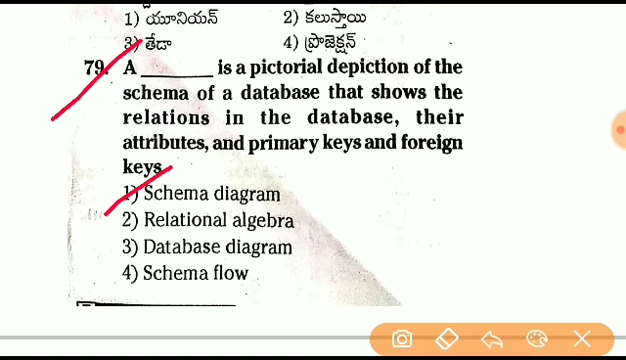 1) యూనియన్ 2) కలుస్తాయి
3) తేడా 4) ప్రొజెక్షన్
79. A ______ is a pictorial depiction of the
schema of a database that shows the
relations in the database, their
attributes, and primary keys and foreign
keys
1) Schema diagram
2) Relational algebra
3) Database diagram
4) Schema flow